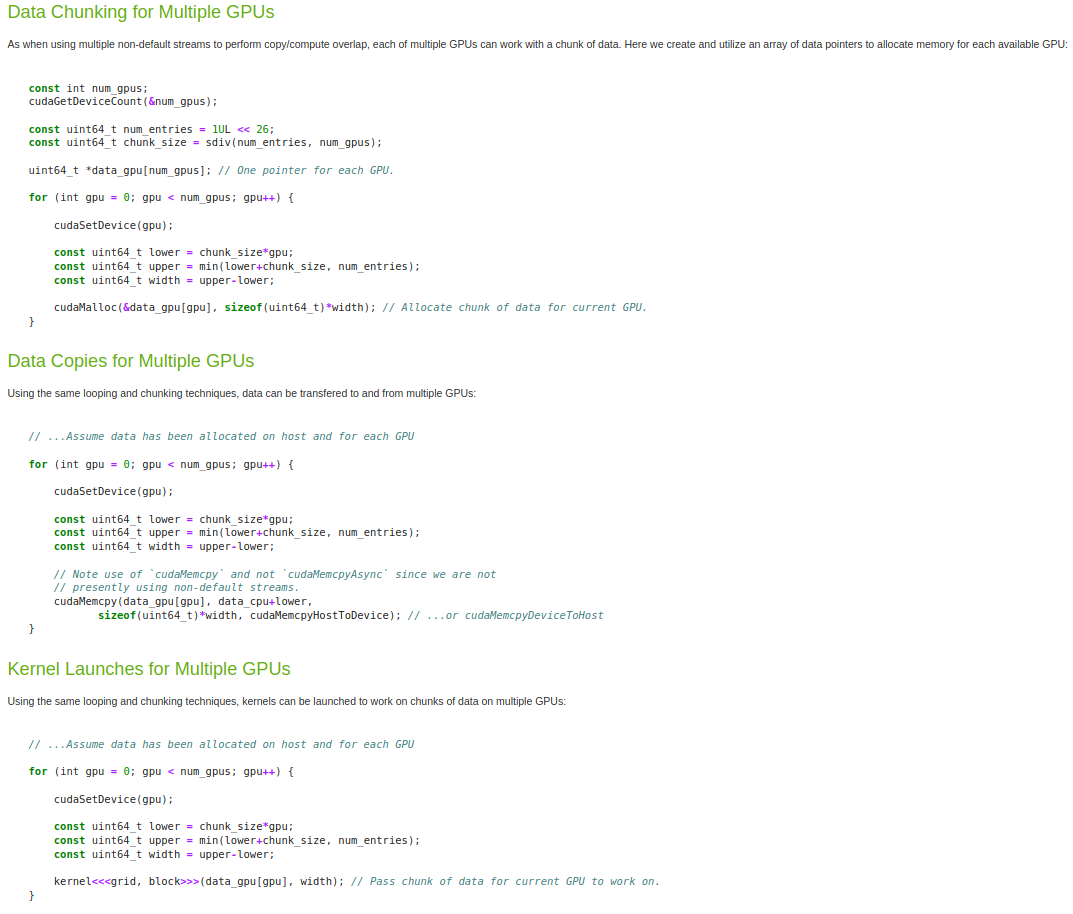 Data Chunking for Multiple GPUs
As when using multiple non-default streams to perform copy/compute overlap, each of multiple GPUs can work with a chunk of data. Here we create and utilize an array of data pointers to allocate memory for each available GPU:
const int num_gpus;
cudaGetDeviceCount(&num_gpus);
const uint64_t num_entries = 1UL << 26;
const uint64_t chunk_size = sdiv(num_entries, num_gpus);
uint64_t *data_gpu[num_gpus]; // One pointer for each GPU.
for (int gpu = 0; gpu < num_gpus; gpu++) {
cudaSetDevice(gpu);
const uint64_t lower = chunk_size*gpu;
const uint64_t upper = min(lower+chunk_size, num_entries);
const uint64_t width = upper-lower;
cudaMalloc(&data_gpu[gpu], sizeof(uint64_t)*width); // Allocate chunk of data for current GPU.
}
Data Copies for Multiple GPUs
Using the same looping and chunking techniques, data can be transfered to and from multiple GPUs:
// ...Assume data has been allocated on host and for each GPU
for (int gpu = 0; gpu < num_gpus; gpu++) {
cudaSetDevice(gpu);
const uint64_t lower = chunk_size*gpu;
const uint64_t upper = min(lower+chunk_size, num_entries);
const uint64_t width = upper-lower;
// Note use of `cudaMemcpy` and not `cudaMemcpyAsync` since we are not
// presently using non-default streams.
cudaMemcpy(data_gpu[gpu], data_cpu+lower,
sizeof(uint64_t)*width, cudaMemcpyHostToDevice); // ...or cudaMemcpyDeviceToHost
}
Kernel Launches for Multiple GPUs
Using the same looping and chunking techniques, kernels can be launched to work on chunks of data on multiple GPUs:
// ...Assume data has been allocated on host and for each GPU
for (int gpu = 0; gpu < num_gpus; gpu++) {
cudaSetDevice(gpu);
const uint64_t lower = chunk_size*gpu;
const uint64_t upper = min(lower+chunk_size, num_entries);
const uint64_t width = upper-lower;
kernel<<<grid, block>>>(data_gpu[gpu], width); // Pass chunk of data for current GPU to work on.
}